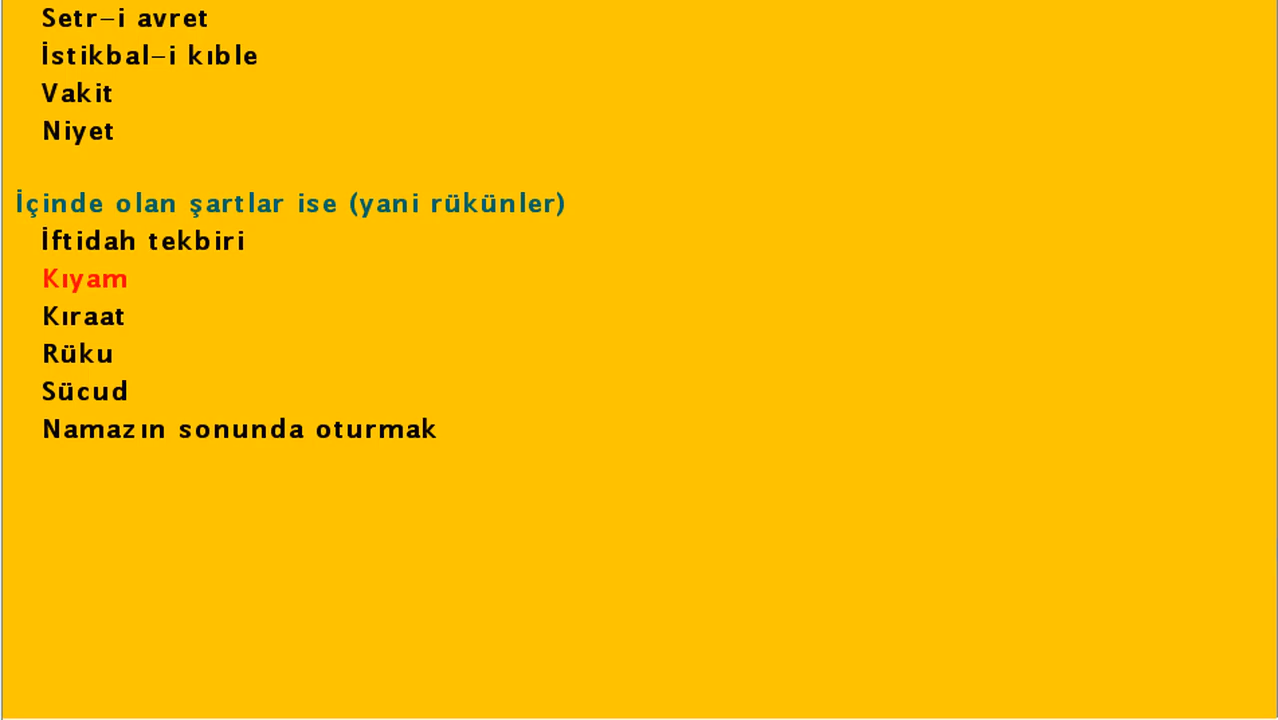 Setr-i avret
İstikbal-i kıble
Vakit
Niyet
İçinde olan şartlar ise (yani rükünler)
İftidah tekbiri
Kıyam
Kıraat
Rüku
Sücud
Namazın sonunda oturmak